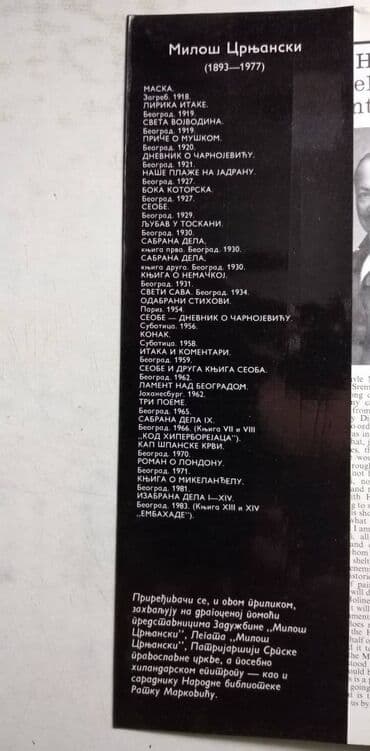 Милош Црњански
(1893—1977)
МАСКА.
Загреб. 1918.
ЛИРИКА ИТАКЕ.
Београд. 1919.
СВЕТА ВОЈВОДИНА.
Београд. 1919.
ПРИЧЕ О МУШКОМ.
Београд. 1920.
ДНЕВНИК О ЧАРНОЈЕВИЋУ.
Београд. 1921.
НАШЕ ПЛАЖЕ НА ЈАДРАНУ.
Београд. 1927.
БОКА КОТОРСКА.
Београд. 1927.
СЕОБЕ.
Београд. 1929.
ЉУБАВ У ТОСКАНИ.
Београд. 1930.
САБРАНА ДЕЛА,
књига прва. Београд. 1930.
САБРАНА ДЕЛА,
књига друга. Београд. 1930.
КЊИГА О НЕМАЧКОЈ.
Београд. 1931.
СВЕТИ САВА. Београд. 1934.
ОДАБРАНИ СТИХОВИ.
Париз. 1954.
СЕОБЕ — ДНЕВНИК О ЧАРНОЈЕВИЋУ.
Суботица. 1956.
КОНАК.
Суботица. 1958.
ИТАКА И КОМЕНТАРИ.
Београд. 1959.
СЕОБЕ И ДРУГА КЊИГА СЕОБА.
Београд. 1962.
ЛАМЕНТ НАД БЕОГРАДОМ.
Јоханесбург. 1962.
ТРИ ПОЕМЕ.
Београд. 1965.
САБРАНА ДЕЛА IX.
Београд. 1966. (Књига VII и VIII
„КОД ХИПЕРБОРЕЈАЦА").
КАП ШПАНСКЕ КРВИ.
Београд. 1970.
РОМАН О ЛОНДОНУ.
Београд. 1971.
КЊИГА О МИКЕЛАНЂЕЛУ.
Београд. 1981.
ИЗАБРАНА ДЕЛА I—XIV.
Београд. 1983. (Књига XIII и XIV
„ЕМБАХАДЕ").
Приређивачи се, и овом приликом,
захваљују на драгоценој помоћи
представницима Задужбине „Милош
Црњански", Легата „Милош
Црњански", Патријаршији Српске
православне цркве, а посебно
хиландарском епитропу — као и
сараднику Народне библиотеке
Ратку Марковићу.